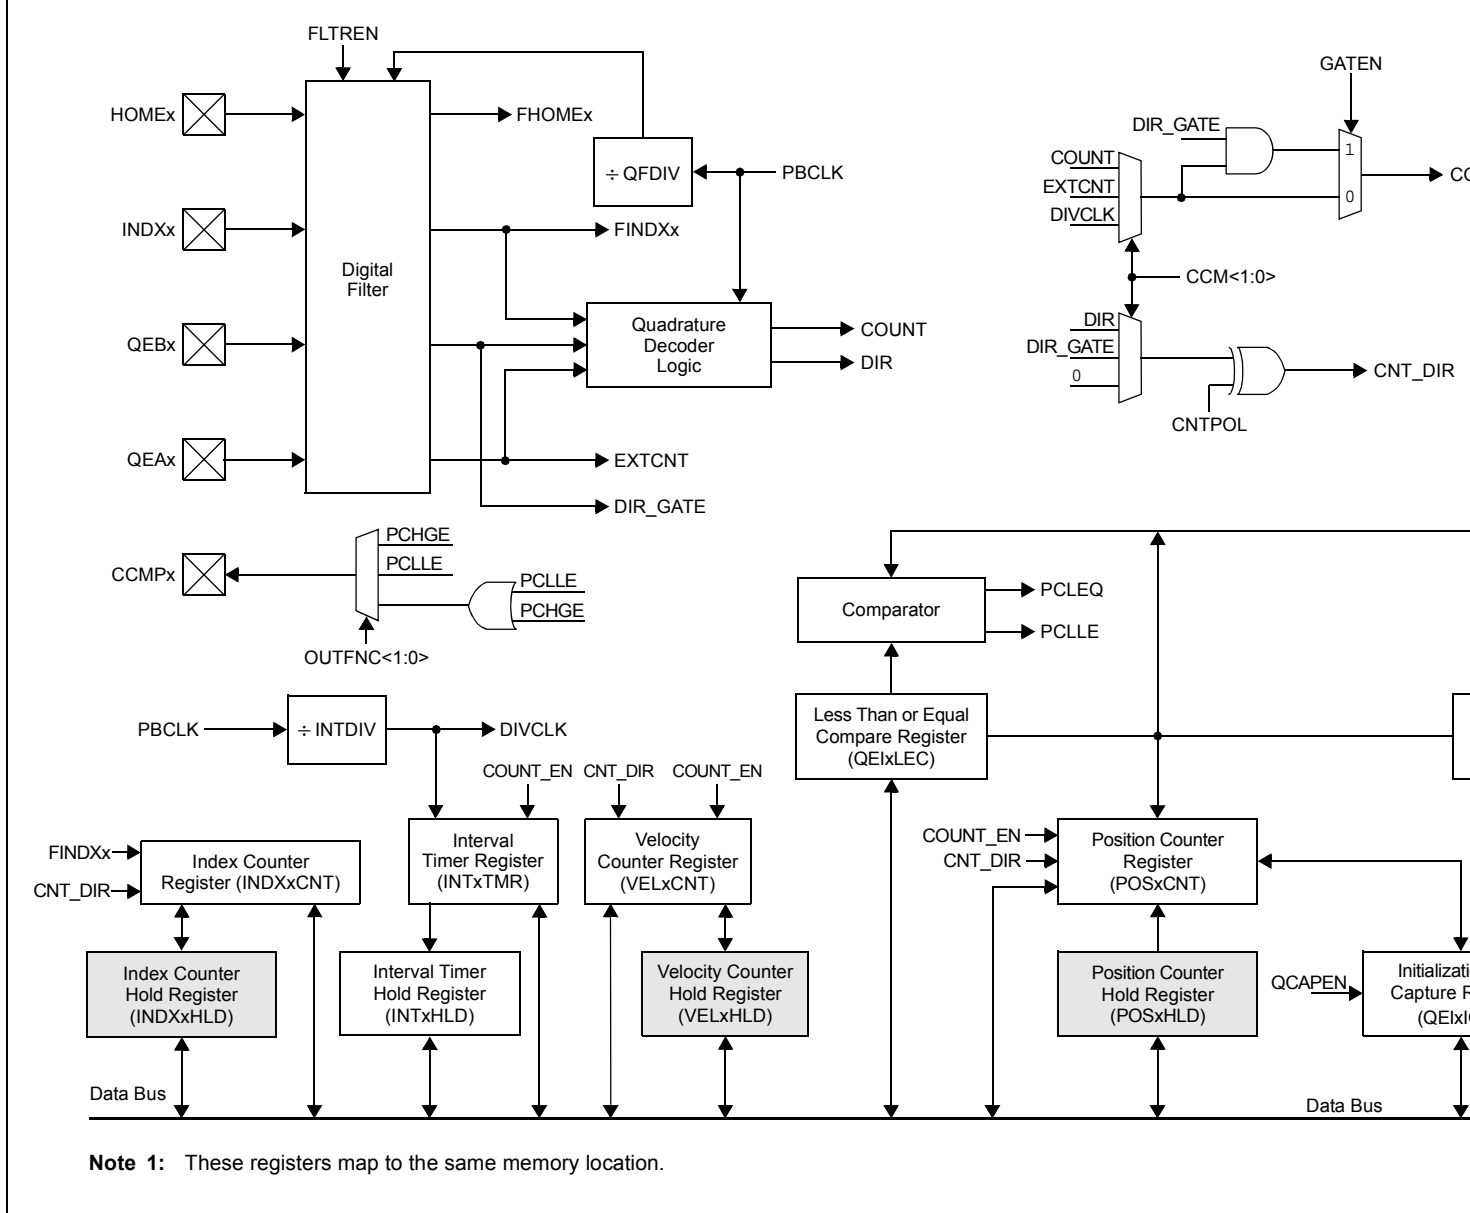 FLTREN
HOMEx
FHOMEx
÷ QFDIV
PBCLK
INDXx
FINDXx
Digital
Filter
QEBx
Quadrature
Decoder
Logic
COUNT
DIR
QEAx
EXTCNT
DIR_GATE
GATEN
DIR_GATE
COUNT
EXTCNT
DIVCLK
1
0
CCM<1:0>
DIR
DIR_GATE
0
CNT_DIR
CNTPOL
CCMPx
PCHGE
PCLLE
PCLLE
PCHGE
OUTFNC<1:0>
Comparator
PCLEQ
PCLLE
PBCLK
÷ INTDIV
DIVCLK
Less Than or Equal
Compare Register
(QEIxLEC)
COUNT_EN
CNT_DIR
COUNT_EN
FINDXx
CNT_DIR
Index Counter
Register (INDXxCNT)
Interval
Timer Register
(INTxTMR)
Velocity
Counter Register
(VELxCNT)
COUNT_EN
CNT_DIR
Position Counter
Register
(POSxCNT)
Index Counter
Hold Register
(INDXxHLD)
Interval Timer
Hold Register
(INTxHLD)
Velocity Counter
Hold Register
(VELxHLD)
Position Counter
Hold Register
(POSxHLD)
QCAPEN
Capture
Data Bus
Data Bus
Note 1: These registers map to the same memory location.